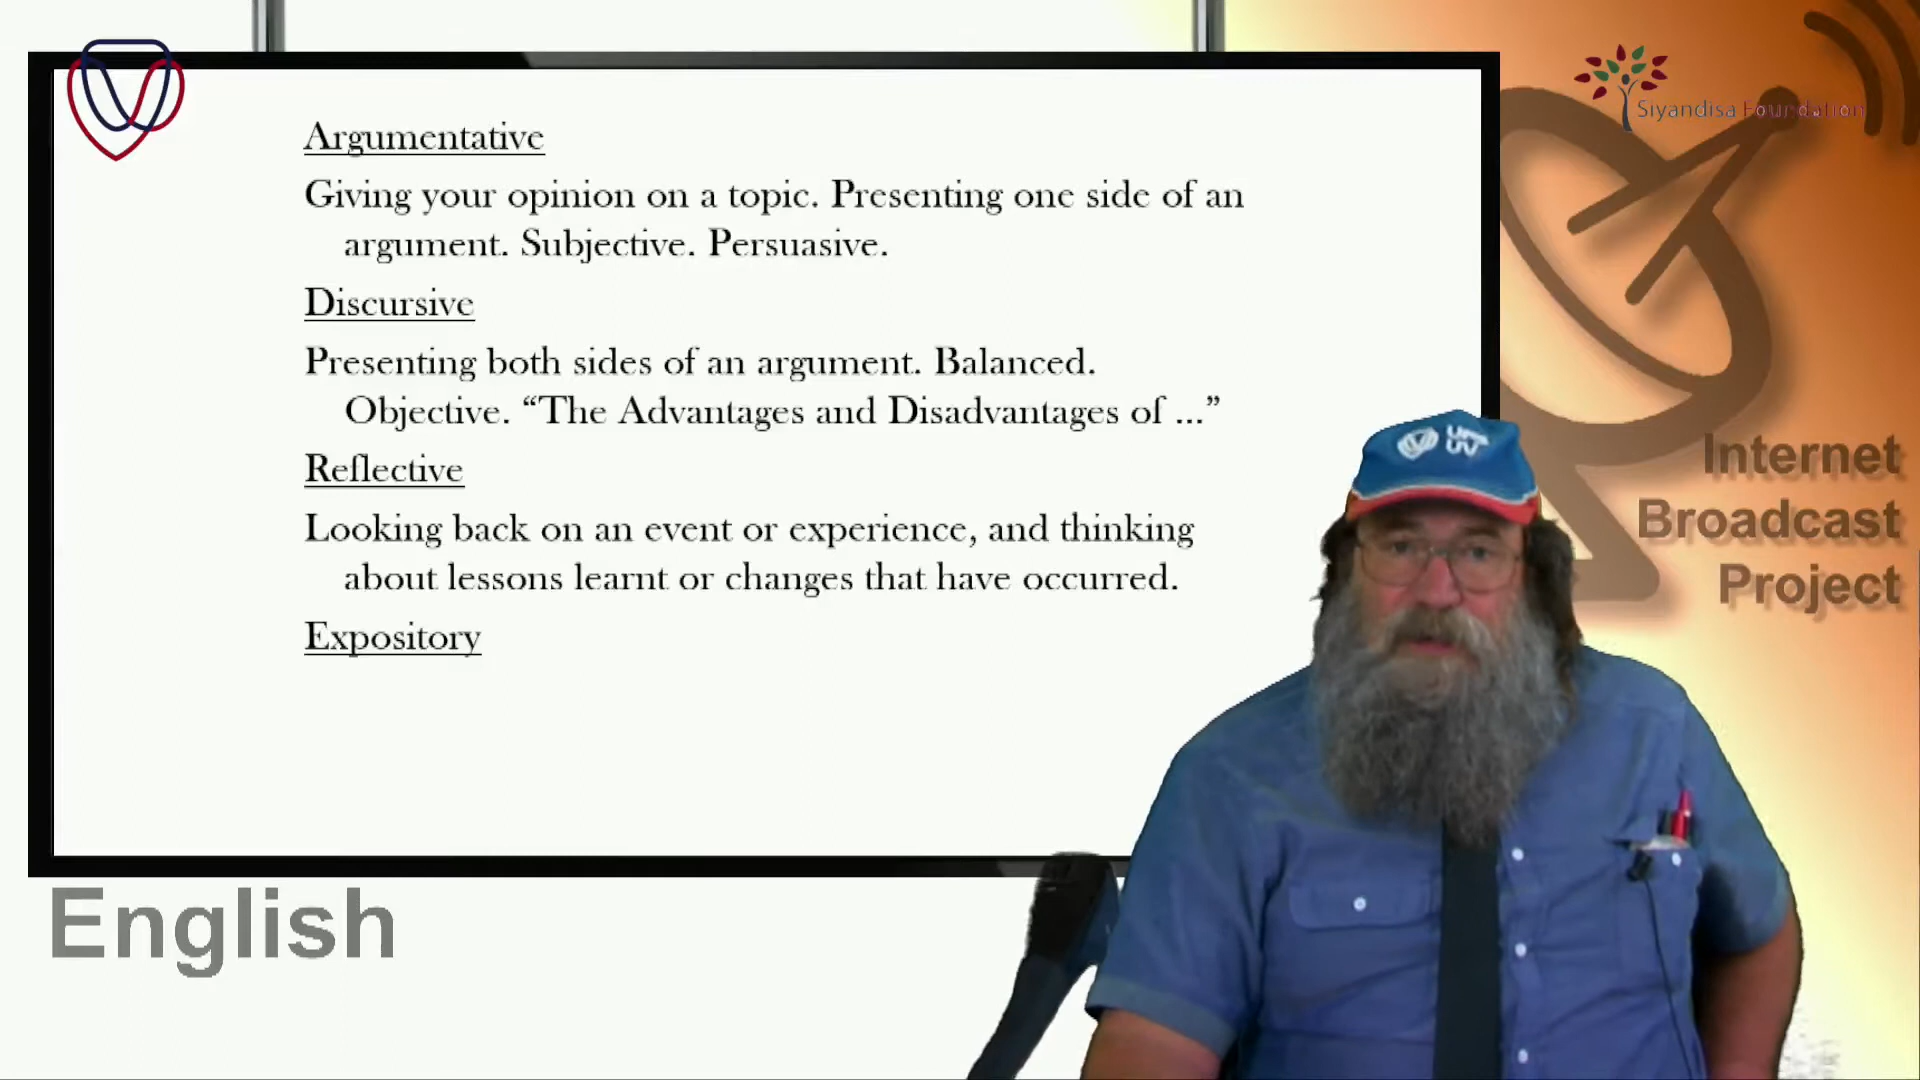 Argumentative
Giving your opinion on a topic. Presenting one side of an
argument. Subjective. Persuasive.
Discursive
Presenting both sides of an argument. Balanced.
Objective. “The Advantages and Disadvantages of ...”
Reflective
Looking back on an event or experience, and thinking
about lessons learnt or changes that have occurred.
Expository
English
Siyandisa Foundation
Internet
Broadcast
Project
UV